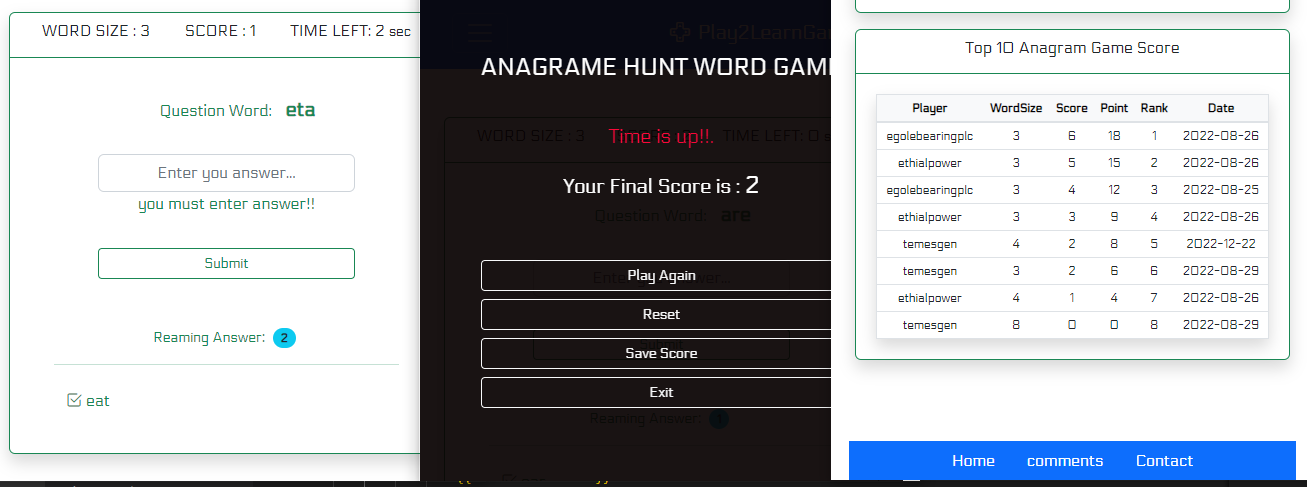 WORD SIZE : 3 SCORE : 1 TIME LEFT: 2 sec
Question Word: eta
Enter you answer...
you must enter answer!!
Submit
Reaming Answer: 2
eat
Play2LearnGa
ANAGRAME HUNT WORD GAM
WORD SIZE : 3 TIME LEFT: 0 s
Time is up!!.
Your Final Score is : 2
Question Word: are
Play Again
Reset
Save Score
Exit
Reaming Answer:
Top 10 Anagram Game Score
Player WordSize Score Point Rank Date
egolebearingplc 3 6 18 1 2022-08-26
ethialpower 3 5 15 2 2022-08-26
egolebearingplc 3 4 12 3 2022-08-25
ethialpower 3 3 9 4 2022-08-26
temesgen 4 2 8 5 2022-12-22
temesgen 3 2 6 6 2022-08-29
ethialpower 4 1 4 7 2022-08-26
temesgen 8 0 0 8 2022-08-29
Home comments Contact